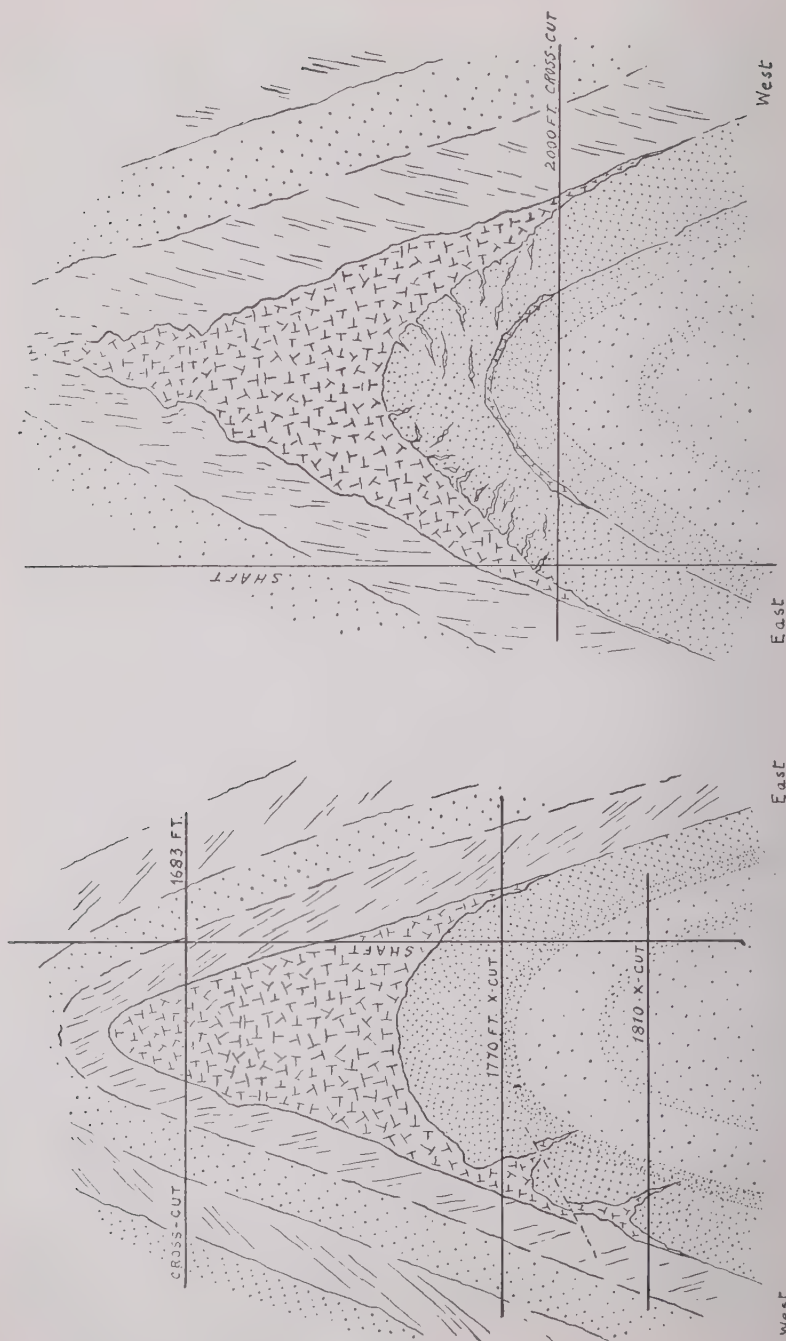 SHAFT
2000 FT. CROSS-CUT
East
West
CROSS-CUT
1683 FT.
SHAFT
1770 FT. X-CUT
1810 X-CUT
West
East